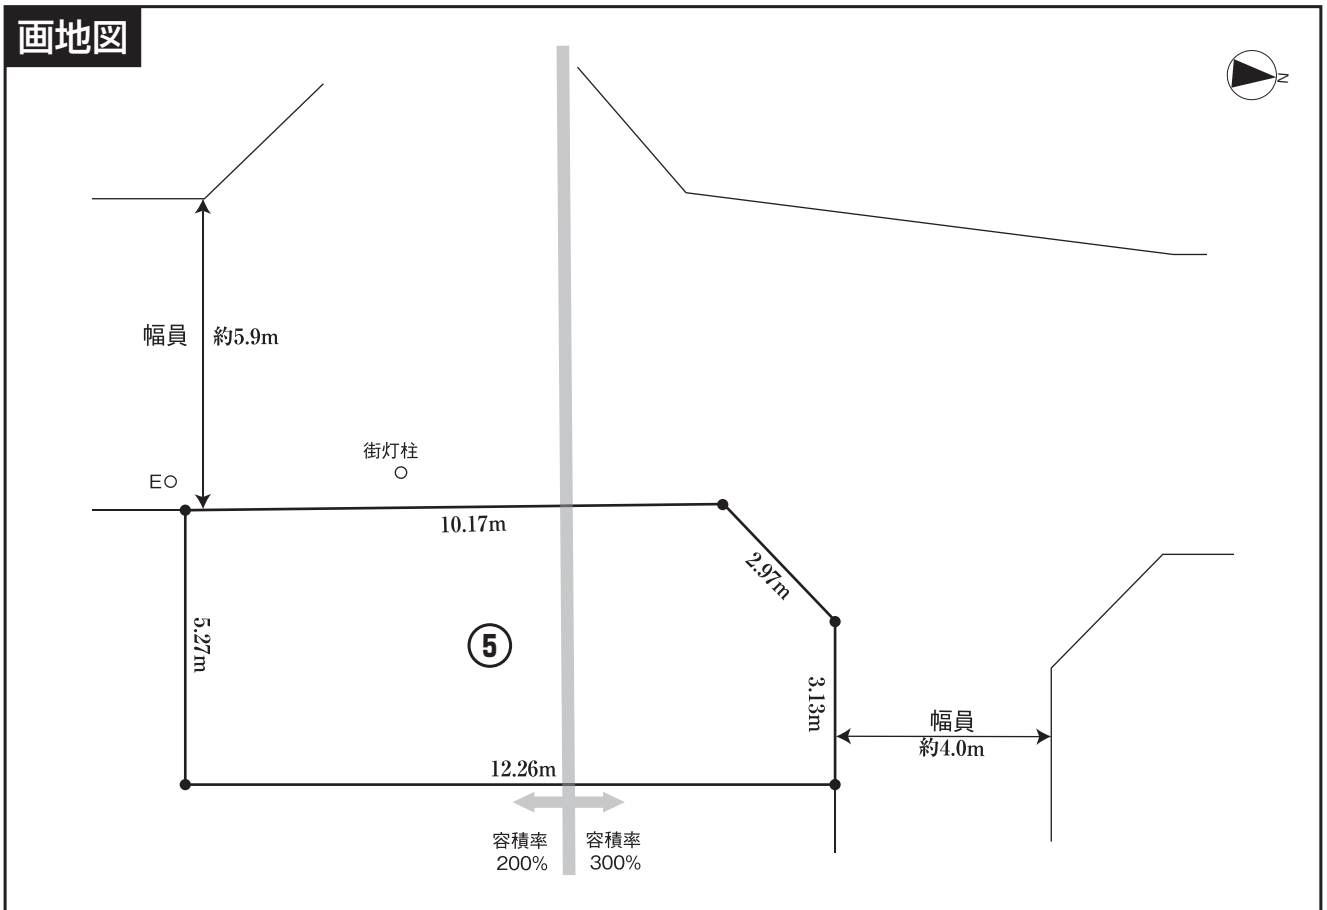 画地図
N
幅員 約5.9m
街灯柱
E
10.17m
2.97m
5.27m
5
3.13m
幅員
約4.0m
12.26m
容積率 容積率
200% 300%